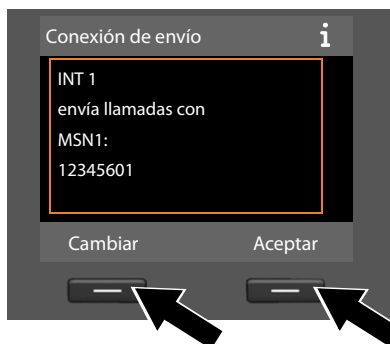 Conexión de envío i
INT 1
envía llamadas con
MSN1:
12345601
Cambiar Aceptar